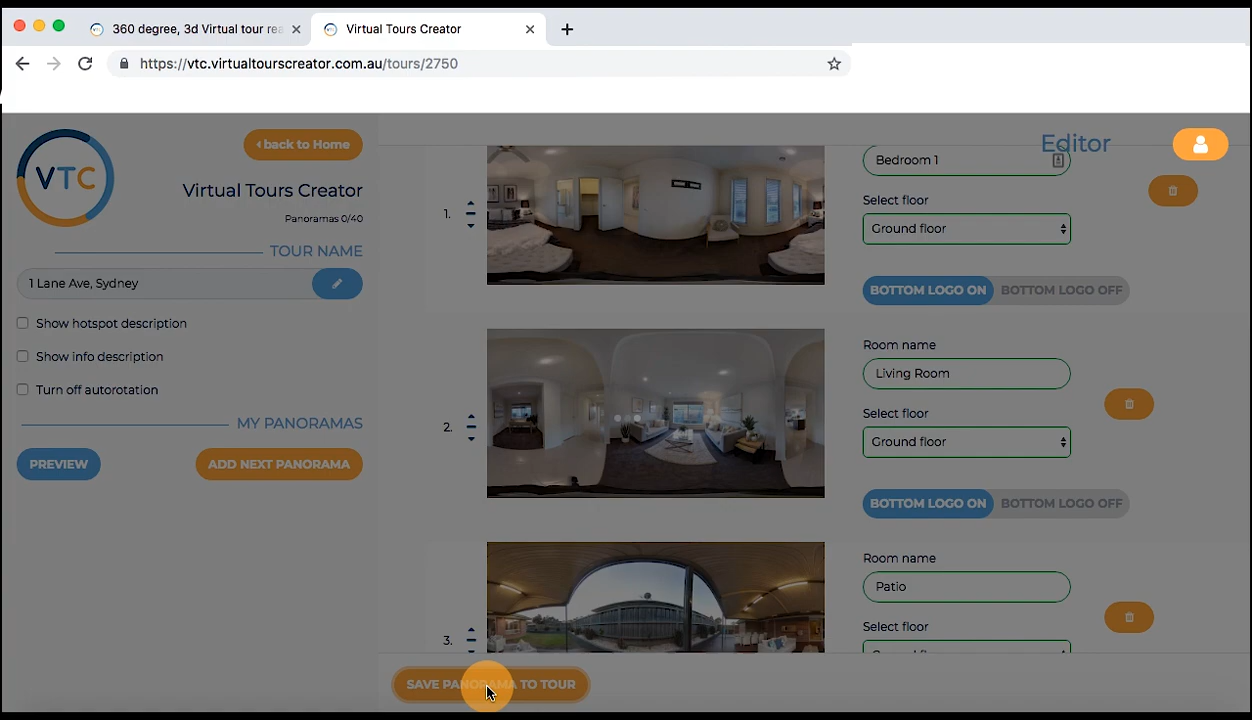 360 degree, 3d Virtual tour rea
Virtual Tours Creator
https://vtc.virtualtourscreator.com.au/tours/2750
VTC
back to Home
Virtual Tours Creator
Panoramas 0/40
TOUR NAME
1 Lane Ave, Sydney
Show hotspot description
Show info description
Turn off autorotation
MY PANORAMAS
PREVIEW
ADD NEXT PANORAMA
Editor
1.
Bedroom 1
Select floor
Ground floor
BOTTOM LOGO ON
BOTTOM LOGO OFF
2.
Room name
Living Room
Select floor
Ground floor
BOTTOM LOGO ON
BOTTOM LOGO OFF
3.
Room name
Patio
Select floor
SAVE PANORAMA TO TOUR